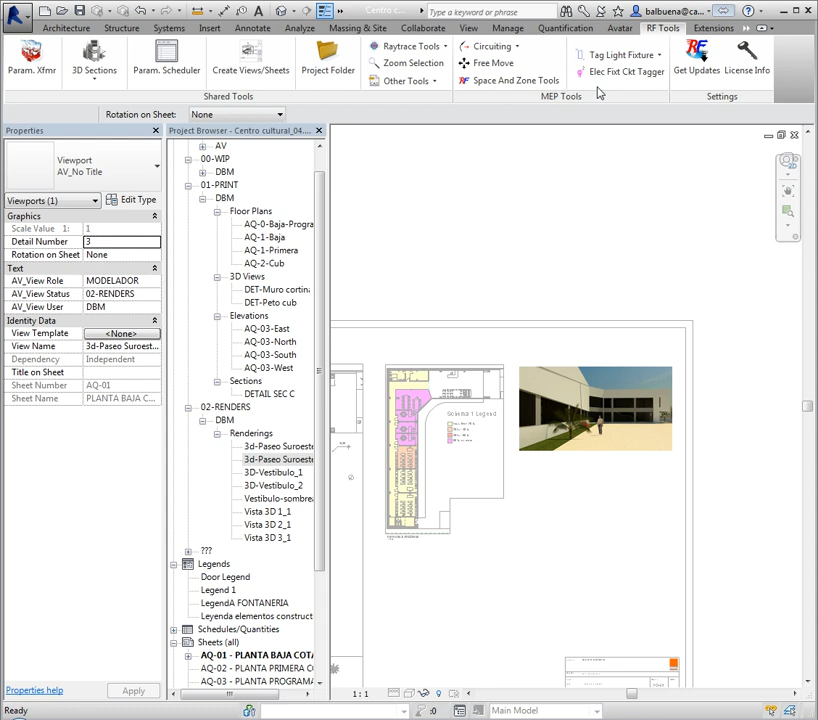 Centro c...
Type a keyword or phrase
balbuena@ca...
Architecture Structure Systems Insert Annotate Analyze Massing & Site Collaborate View Manage Quantification Avatar RF Tools Extensions
Param. Xfmr
3D Sections
Param. Scheduler
Create Views/Sheets
Project Folder
Raytrace Tools
Zoom Selection
Other Tools
Circuiting
Free Move
Space And Zone Tools
Tag Light Fixture
Elec Fixt Ckt Tagger
Get Updates
License Info
Shared Tools MEP Tools Settings
Rotation on Sheet: None
Properties
Viewport
AV_No Title
Viewports (1) Edit Type
Graphics
Scale Value 1: 1
Detail Number 3
Rotation on Sheet None
Text
AV_View Role MODELADOR
AV_View Status 02-RENDERS
AV_View User DBM
Identity Data
View Template <None>
View Name 3d-Paseo Suroest...
Dependency Independent
Title on Sheet
Sheet Number AQ-01
Sheet Name PLANTA BAJA C...
Properties help Apply
Project Browser - Centro cultural_04....
AV
00-WIP
DBM
01-PRINT
DBM
Floor Plans
AQ-0-Baja-Progra
AQ-1-Baja
AQ-1-Primera
AQ-2-Cub
3D Views
DET-Muro cortina
DET-Peto cub
Elevations
AQ-03-East
AQ-03-North
AQ-03-South
AQ-03-West
Sections
DETAIL SEC C
02-RENDERS
DBM
Renderings
3d-Paseo Suroeste
3d-Paseo Suroeste
3D-Vestibulo_1
3D-Vestibulo_2
Vestibulo-sombre
Vista 3D 1_1
Vista 3D 2_1
Vista 3D 3_1
???
Legends
Door Legend
Legend 1
LegendA FONTANERIA
Leyenda elementos construct
Schedules/Quantities
Sheets (all)
AQ-01 - PLANTA BAJA COTA
AQ-02 - PLANTA PRIMERA C
AQ-03 - PLANTA PROGRAMA
Schema 1 Legend
1 : 1
Ready
:0
Main Model